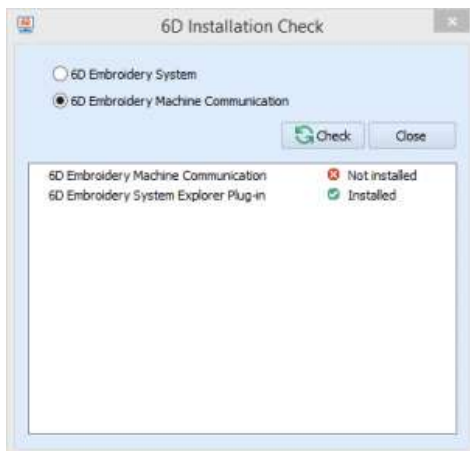 6D Installation Check
6D Embroidery System
6D Embroidery Machine Communication
Check Close
6D Embroidery Machine Communication Not installed
6D Embroidery System Explorer Plug-in Installed